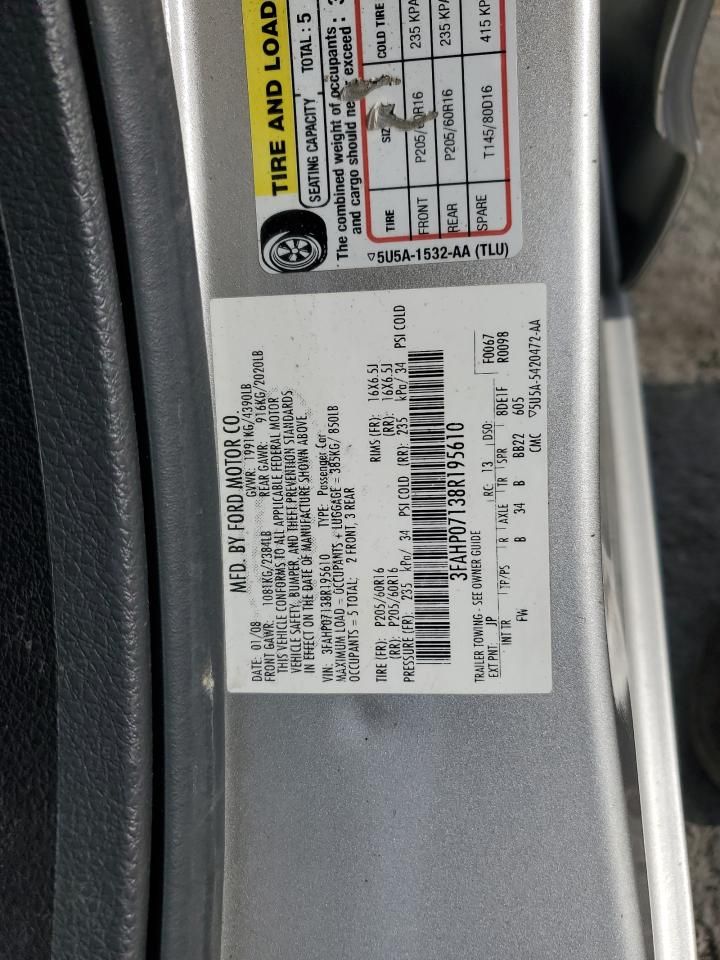 TIRE AND LOAD
SEATING CAPACITY TOTAL : 5
The combined weight of occupants
and cargo should never exceed :
TIRE COLD TIRE
FRONT P205/60R16 235 KPA
REAR P205/60R16 235 KPA
SPARE T145/80D16 415 KP
▽5U5A-1532-AA (TLU)
MFD. BY FORD MOTOR CO.
DATE: 01/08 GVWR: 1991KG/4390LB
FRONT GAWR: 1081KG/2384LB REAR GAWR: 916KG/2020LB
THIS VEHICLE CONFORMS TO ALL APPLICABLE FEDERAL MOTOR
VEHICLE SAFETY, BUMPER, AND THEFT PREVENTION STANDARDS
IN EFFECT ON THE DATE OF MANUFACTURE SHOWN ABOVE.
VIN: 3FAHP07138R195610 TYPE: Passenger Car
MAXIMUM LOAD = OCCUPANTS + LUGGAGE = 385KG/ 850LB
OCCUPANTS = 5 TOTAL: 2 FRONT, 3 REAR
TIRE (FR): P205/60R16 RIMS (FR): 16X6.5J
(RR): P205/60R16 (RR): 16X6.5J
PRESSURE (FR): 235 kPa/ 34 PSI COLD (RR): 235 kPa/ 34 PSI COLD
3FAHP07138R195610
TRAILER TOWING - SEE OWNER GUIDE F0067
EXT PNT: JP RC: 13 DSO: R0098
INT TR TP/PS R AXLE TR SPR BDE1F
FW B 34 B BB22 605
CMC ▽5U5A-5420472-AA